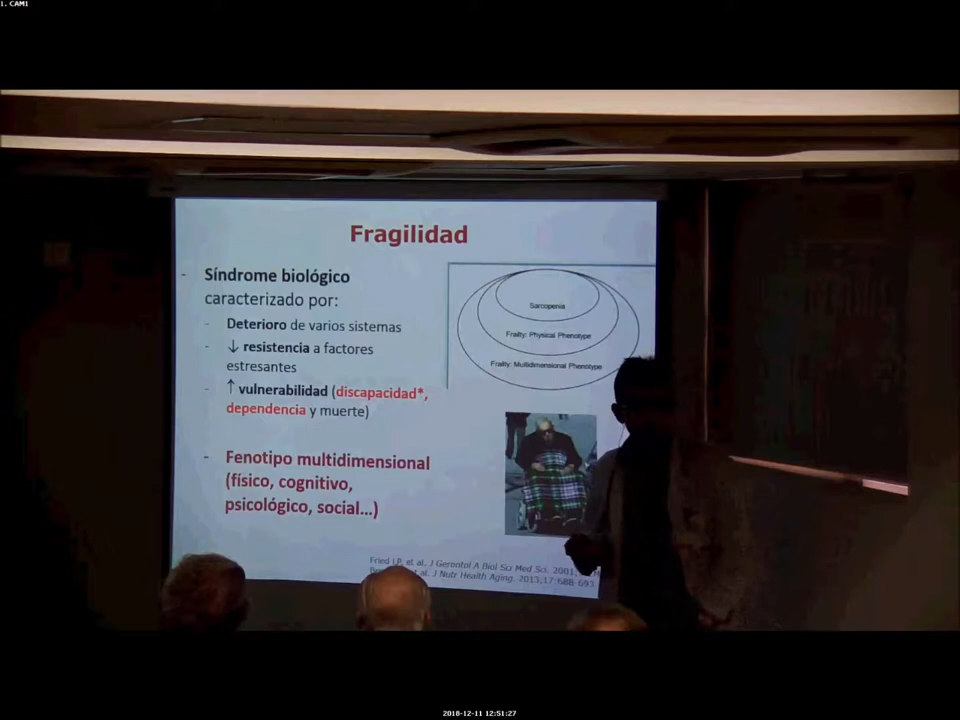 1. CAM1
Fragilidad
- Síndrome biológico
caracterizado por:
- Deterioro de varios sistemas
- ↓ resistencia a factores
estresantes
- ↑ vulnerabilidad (discapacidad*,
dependencia y muerte)
- Fenotipo multidimensional
(físico, cognitivo,
psicológico, social...)
Sarcopenia
Frailty: Physical Phenotype
Frailty: Multidimensional Phenotype
Fried LP, et al. J Gerontol A Biol Sci Med Sci. 2001,
et al. J Nutr Health Aging. 2013,17:688-693.
2018-12-11 12:51:27